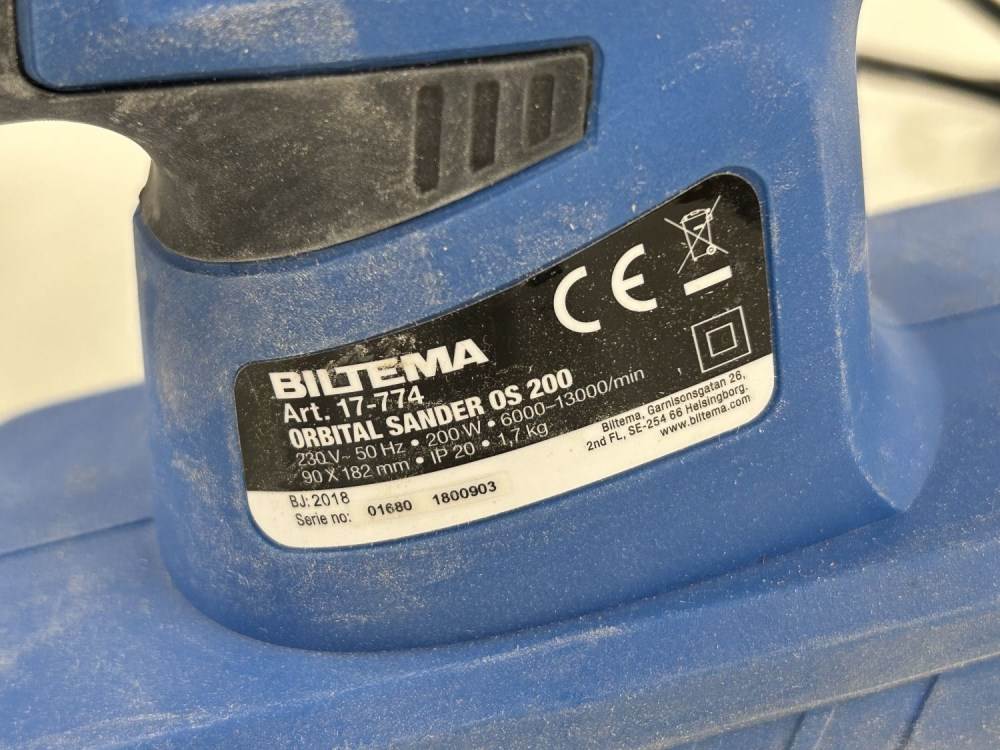 CE
BILTEMA
Art. 17-774
ORBITAL SANDER OS 200
230 V~ 50 Hz • 200 W • 6000–13000/min
90 X 182 mm • IP 20 • 1,7 kg
Biltema, Garnisonsgatan 26,
2nd FL, SE-254 66 Helsingborg.
www.biltema.com
BJ: 2018
Serie no: 01680 1800903